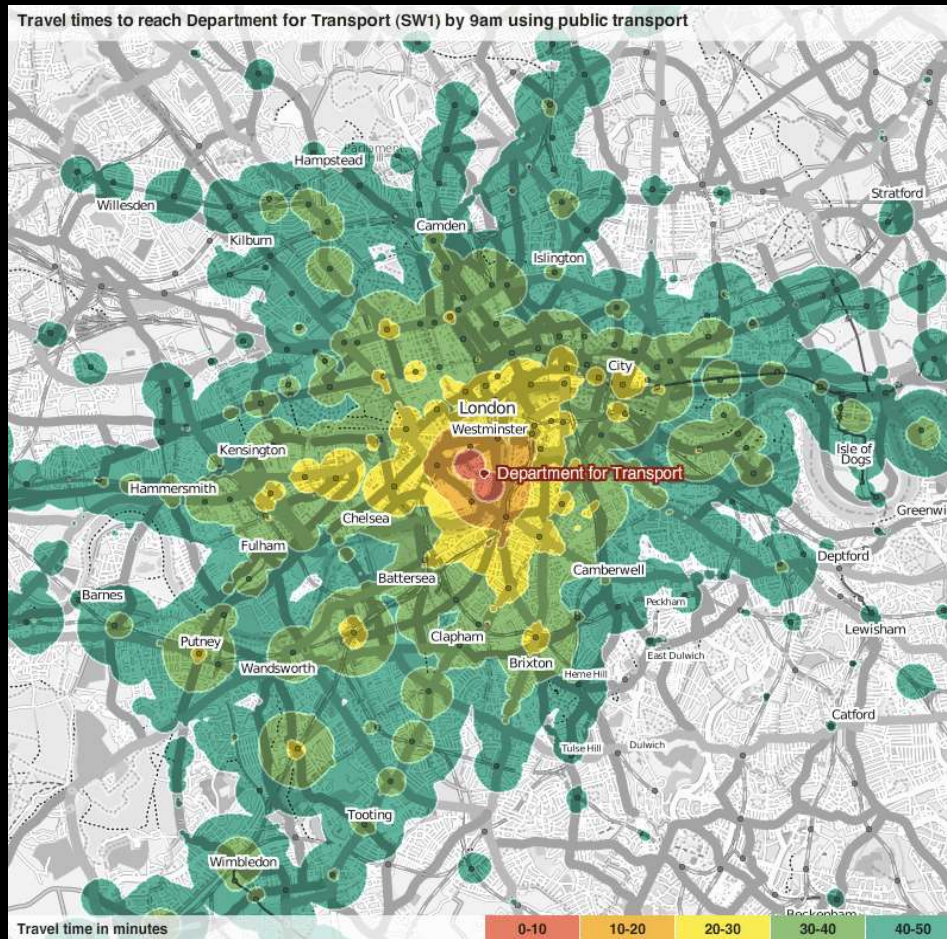 Travel times to reach Department for Transport (SW1) by 9am using public transport
Hampstead
Willesden
Stratford
Camden
Kilburn
Islington
City
London
Westminster
Kensington
Isle of
Dogs
Department for Transport
Hammersmith
Chelsea
Greenwi
Fulham
Deptford
Battersea
Camberwell
Barnes
Peckham
Lewisham
Putney
Clapham
East Dulwich
Wandsworth
Brixton
Herne Hill
Catford
Tulse Hill
Dulwich
Tooting
Wimbledon
Beckenham
Travel time in minutes
0-10
10-20
20-30
30-40
40-50